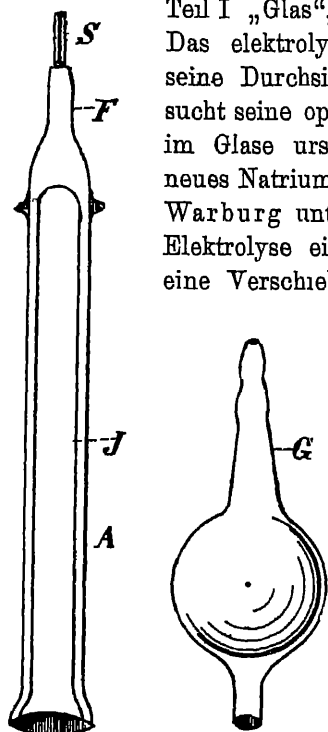 Teil I „Glas“,
Das elektroly
seine Durchsi
sucht seine op
im Glase urs
neues Natrium
Warburg unt
Elektrolyse ei
eine Verschie
S
F
J
A
G